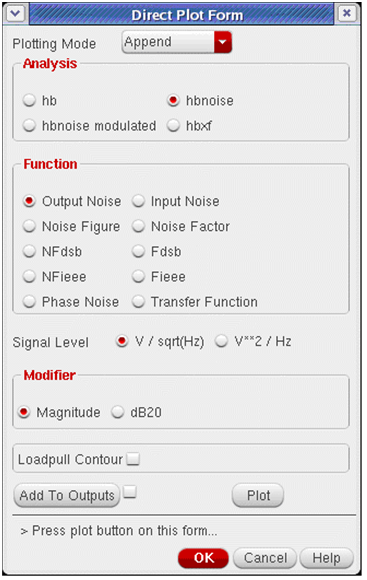 Direct Plot Form
Plotting Mode Append
Analysis
hb hbnoise
hbnoise modulated hbxf
Function
Output Noise Input Noise
Noise Figure Noise Factor
NFdsb Fdsb
NFieee Fieee
Phase Noise Transfer Function
Signal Level V / sqrt(Hz) V**2 / Hz
Modifier
Magnitude dB20
Loadpull Contour
Add To Outputs Plot
> Press plot button on this form...
OK Cancel Help